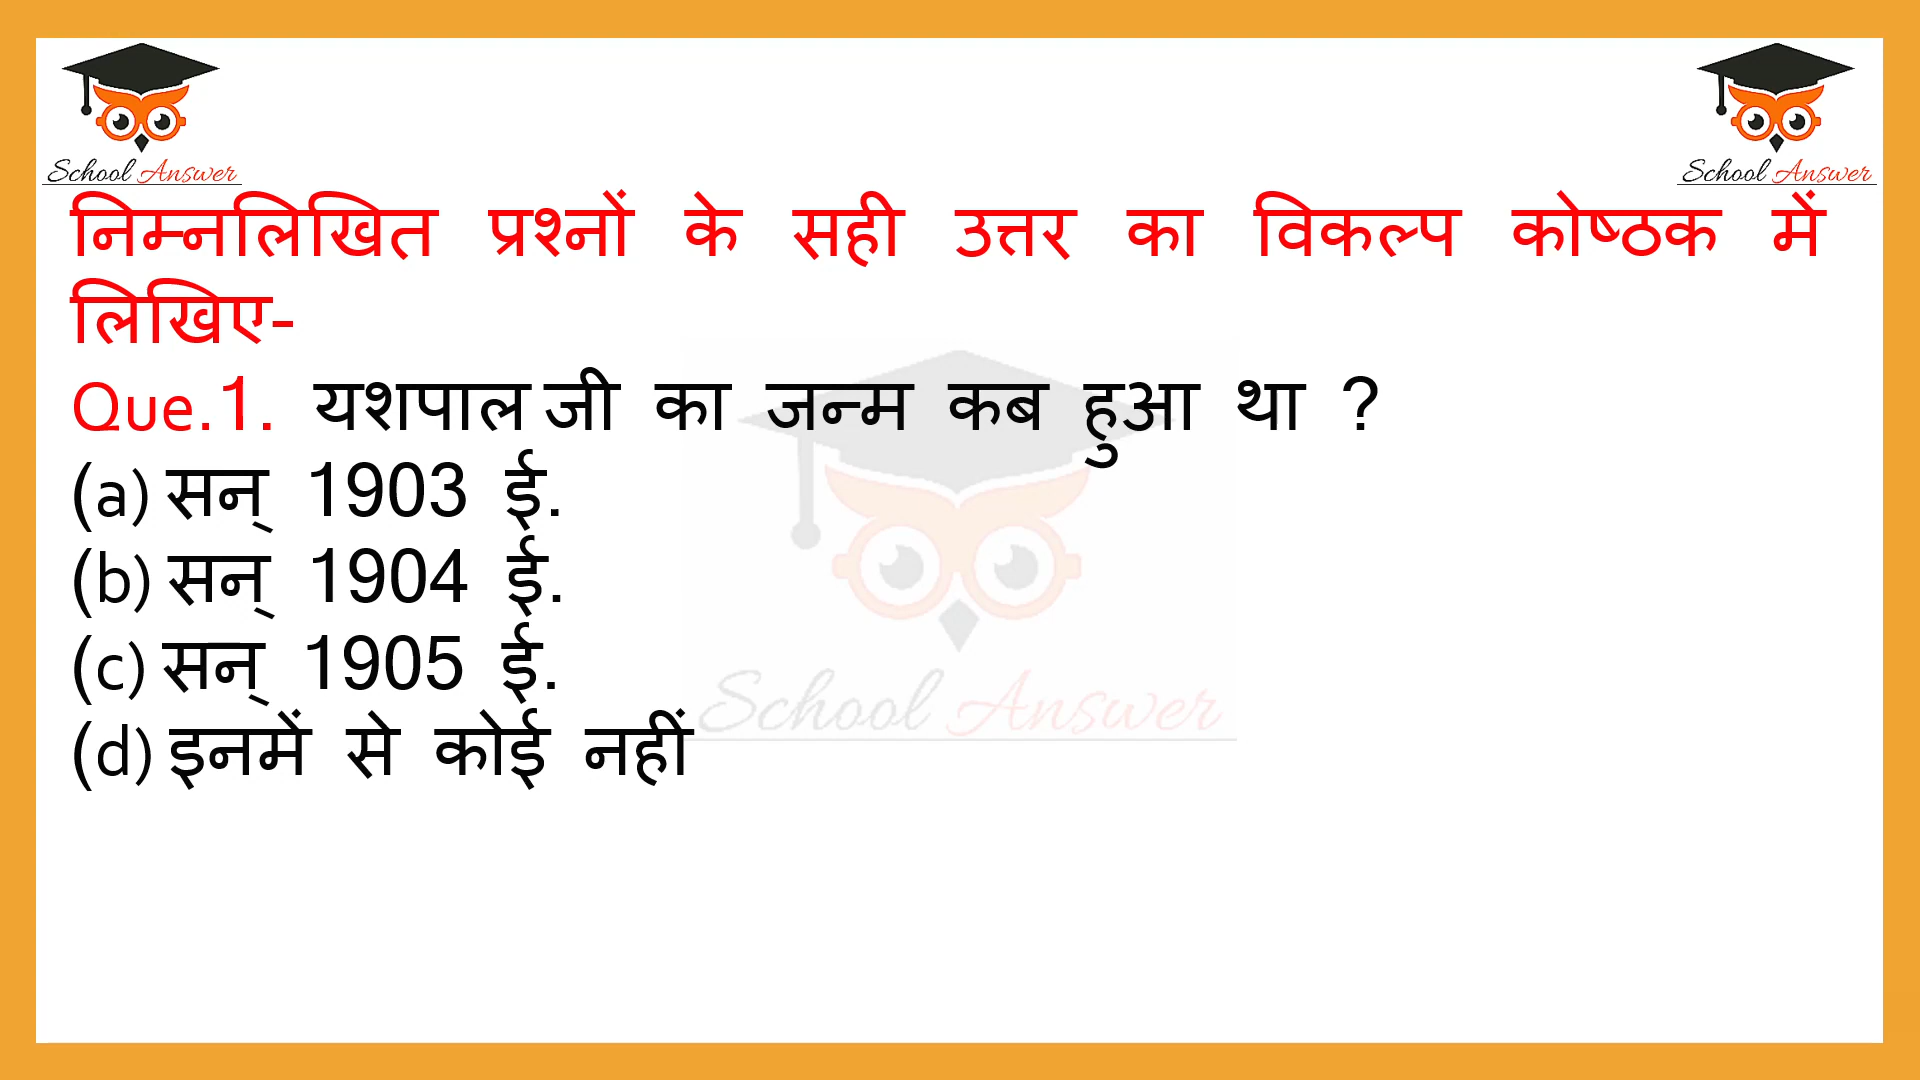 School Answer
School Answer
निम्नलिखित प्रश्नों के सही उत्तर का विकल्प कोष्ठक में
लिखिए-
Que.1. यशपाल जी का जन्म कब हुआ था ?
(a) सन् 1903 ई.
(b) सन् 1904 ई.
(c) सन् 1905 ई.
(d) इनमें से कोई नहीं
School Answer